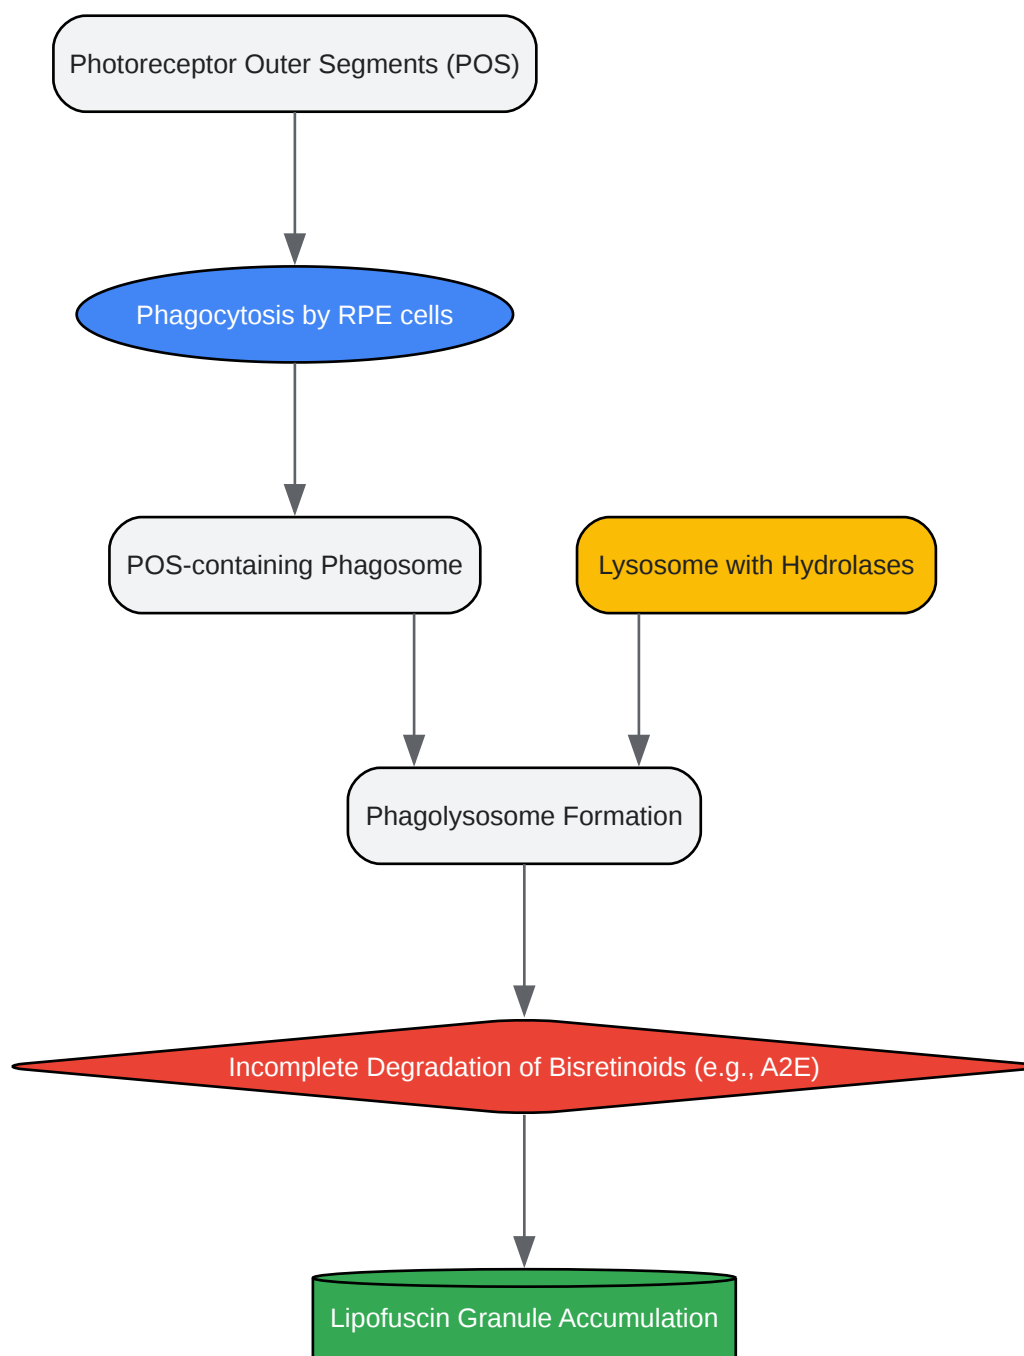 Photoreceptor Outer Segments (POS)
Phagocytosis by RPE cells
POS-containing Phagosome
Lysosome with Hydrolases
Phagolysosome Formation
Incomplete Degradation of Bisretinoids (e.g., A2E)
Lipofuscin Granule Accumulation